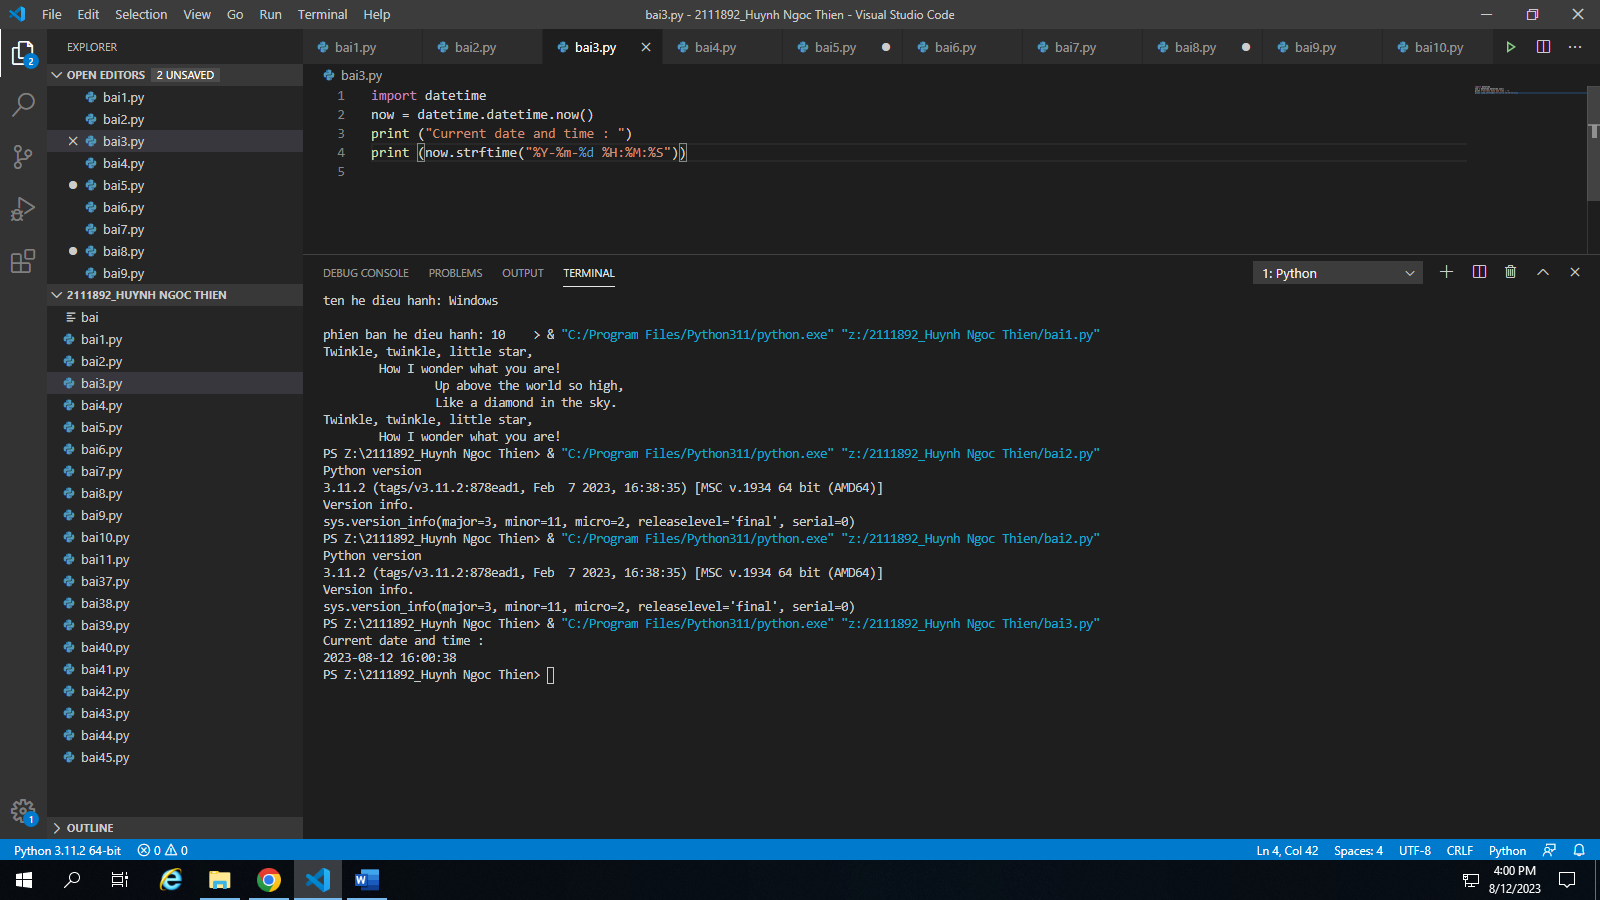 File Edit Selection View Go Run Terminal Help
bai3.py - 2111892_Huynh Ngoc Thien - Visual Studio Code
EXPLORER
OPEN EDITORS 2 UNSAVED
bai1.py
bai2.py
bai3.py
bai4.py
bai5.py
bai6.py
bai7.py
bai8.py
bai9.py
2111892_HUYNH NGOC THIEN
bai
bai1.py
bai2.py
bai3.py
bai4.py
bai5.py
bai6.py
bai7.py
bai8.py
bai9.py
bai10.py
bai11.py
bai37.py
bai38.py
bai39.py
bai40.py
bai41.py
bai42.py
bai43.py
bai44.py
bai45.py
OUTLINE
bai1.py bai2.py bai3.py bai4.py bai5.py bai6.py bai7.py bai8.py bai9.py bai10.py
bai3.py
1 import datetime
2 now = datetime.datetime.now()
3 print ("Current date and time : ")
4 print (now.strftime("%Y-%m-%d %H:%M:%S"))
5
DEBUG CONSOLE PROBLEMS OUTPUT TERMINAL
1: Python
ten he dieu hanh: Windows
phien ban he dieu hanh: 10 > & "C:/Program Files/Python311/python.exe" "z:/2111892_Huynh Ngoc Thien/bai1.py"
Twinkle, twinkle, little star,
How I wonder what you are!
Up above the world so high,
Like a diamond in the sky.
Twinkle, twinkle, little star,
How I wonder what you are!
PS Z:\2111892_Huynh Ngoc Thien> & "C:/Program Files/Python311/python.exe" "z:/2111892_Huynh Ngoc Thien/bai2.py"
Python version
3.11.2 (tags/v3.11.2:878ead1, Feb  7 2023, 16:38:35) [MSC v.1934 64 bit (AMD64)]
Version info.
sys.version_info(major=3, minor=11, micro=2, releaselevel='final', serial=0)
PS Z:\2111892_Huynh Ngoc Thien> & "C:/Program Files/Python311/python.exe" "z:/2111892_Huynh Ngoc Thien/bai2.py"
Python version
3.11.2 (tags/v3.11.2:878ead1, Feb  7 2023, 16:38:35) [MSC v.1934 64 bit (AMD64)]
Version info.
sys.version_info(major=3, minor=11, micro=2, releaselevel='final', serial=0)
PS Z:\2111892_Huynh Ngoc Thien> & "C:/Program Files/Python311/python.exe" "z:/2111892_Huynh Ngoc Thien/bai3.py"
Current date and time :
2023-08-12 16:00:38
PS Z:\2111892_Huynh Ngoc Thien>
Python 3.11.2 64-bit 0 0
Ln 4, Col 42 Spaces: 4 UTF-8 CRLF Python
4:00 PM
8/12/2023